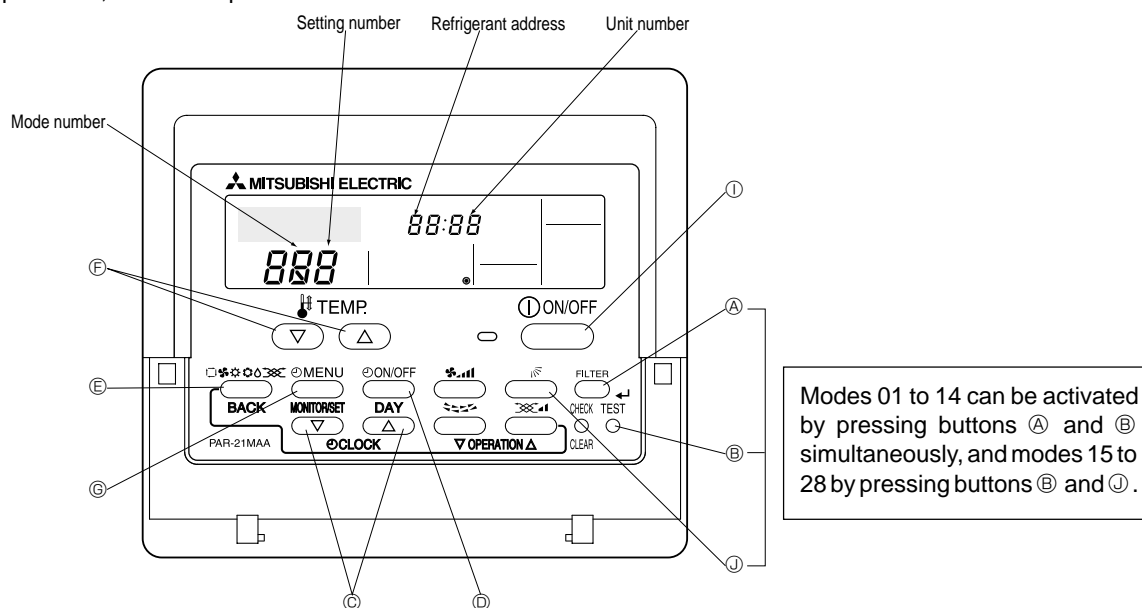 Setting number Refrigerant address Unit number
Mode number
MITSUBISHI ELECTRIC
88:88
888
TEMP. ON/OFF
MENU ON/OFF FILTER
BACK MONITOR/SET DAY CHECK TEST
PAR-21MAA CLOCK OPERATION CLEAR
Ⓘ
Ⓕ
Ⓐ
Ⓔ
Ⓑ
Ⓖ
Ⓙ
Ⓒ Ⓓ
Modes 01 to 14 can be activated
by pressing buttons Ⓐ and Ⓑ
simultaneously, and modes 15 to
28 by pressing buttons Ⓑ and Ⓙ.